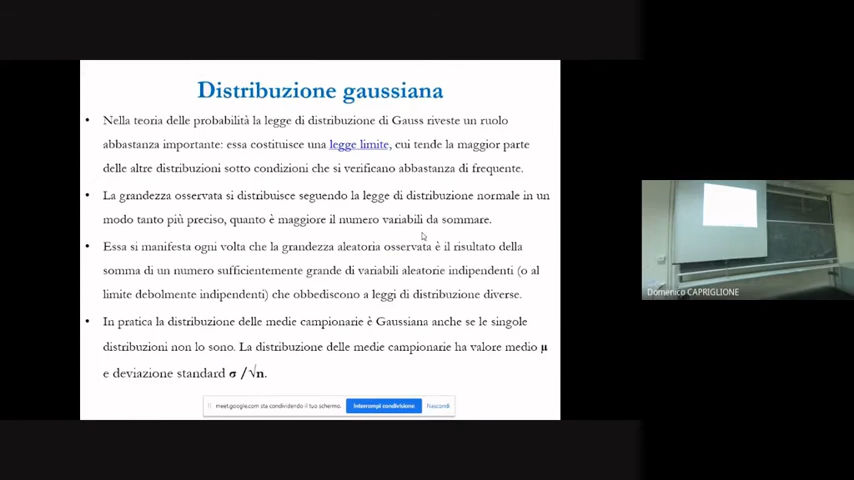 Distribuzione gaussiana
• Nella teoria delle probabilità la legge di distribuzione di Gauss riveste un ruolo
abbastanza importante: essa costituisce una legge limite, cui tende la maggior parte
delle altre distribuzioni sotto condizioni che si verificano abbastanza di frequente.
• La grandezza osservata si distribuisce seguendo la legge di distribuzione normale in un
modo tanto più preciso, quanto è maggiore il numero variabili da sommare.
• Essa si manifesta ogni volta che la grandezza aleatoria osservata è il risultato della
somma di un numero sufficientemente grande di variabili aleatorie indipendenti (o al
limite debolmente indipendenti) che obbediscono a leggi di distribuzione diverse.
• In pratica la distribuzione delle medie campionarie è Gaussiana anche se le singole
distribuzioni non lo sono. La distribuzione delle medie campionarie ha valore medio μ
e deviazione standard σ /√n.
meet.google.com sta condividendo il tuo schermo. Interrompi condivisione Nascondi
Domenico CAPRIGLIONE